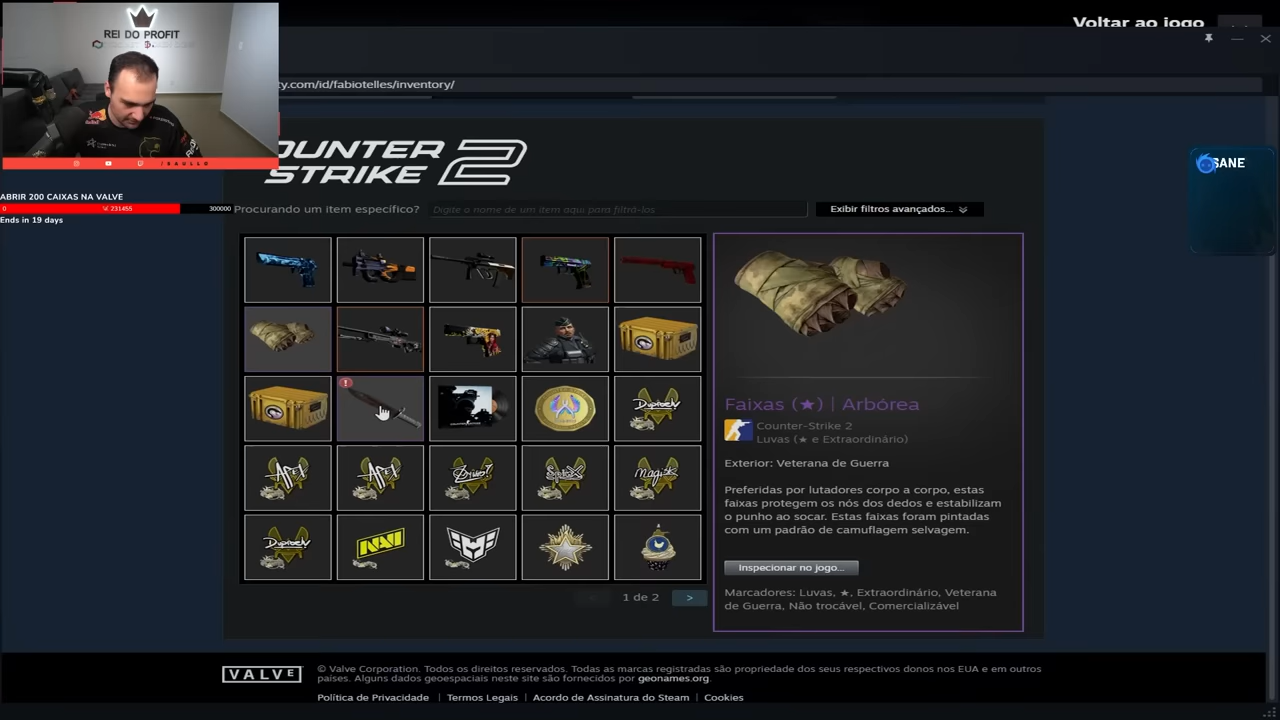 REI DO PROFIT
Voltar ao jogo
ty.com/id/fabiotelles/inventory/
/SAULLO
ABRIR 200 CAIXAS NA VALVE
0 231455 300000
Ends in 19 days
SANE
COUNTER
STRIKE 2
Procurando um item específico?
Digite o nome de um item aqui para filtrá-los
Exibir filtros avançados...
Faixas (★) | Arbórea
Counter-Strike 2
Luvas (★ e Extraordinário)
Exterior: Veterana de Guerra
Preferidas por lutadores corpo a corpo, estas
faixas protegem os nós dos dedos e estabilizam
o punho ao socar. Estas faixas foram pintadas
com um padrão de camuflagem selvagem.
Inspecionar no jogo...
Marcadores: Luvas, ★, Extraordinário, Veterana
de Guerra, Não trocável, Comercializável
NAVI
< 1 de 2 >
VALVE
© Valve Corporation. Todos os direitos reservados. Todas as marcas registradas são propriedade dos seus respectivos donos nos EUA e em outros
países. Alguns dados geoespaciais neste site são fornecidos por geonames.org.
Política de Privacidade | Termos Legais | Acordo de Assinatura do Steam | Cookies